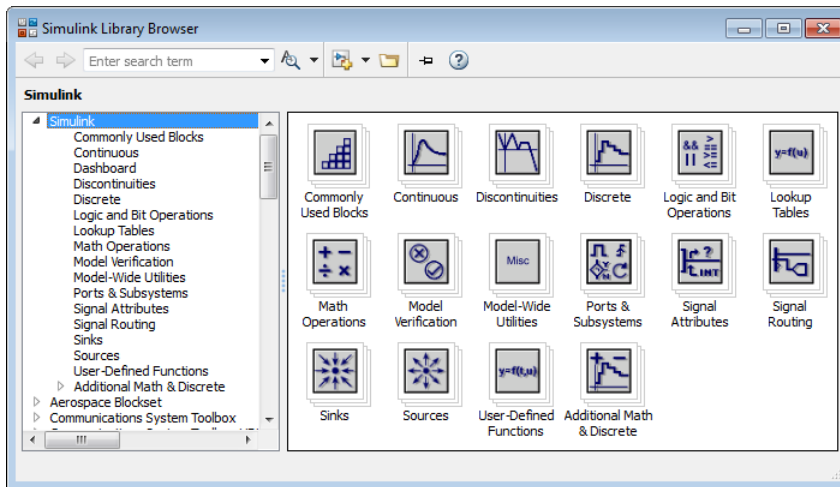 Simulink Library Browser
Enter search term
Simulink
Simulink
Commonly Used Blocks
Continuous
Dashboard
Discontinuities
Discrete
Logic and Bit Operations
Lookup Tables
Math Operations
Model Verification
Model-Wide Utilities
Ports & Subsystems
Signal Attributes
Signal Routing
Sinks
Sources
User-Defined Functions
Additional Math & Discrete
Aerospace Blockset
Communications System Toolbox
Commonly
Used Blocks
Continuous
Discontinuities
Discrete
&& > == || >= <=
Logic and Bit
Operations
y=f(u)
Lookup
Tables
+ − ÷ ×
Math
Operations
Model
Verification
Misc
Model-Wide
Utilities
Y N
Ports &
Subsystems
? INT
Signal
Attributes
Signal
Routing
Sinks
Sources
y=f(t,u)
User-Defined
Functions
+ −
Additional Math
& Discrete